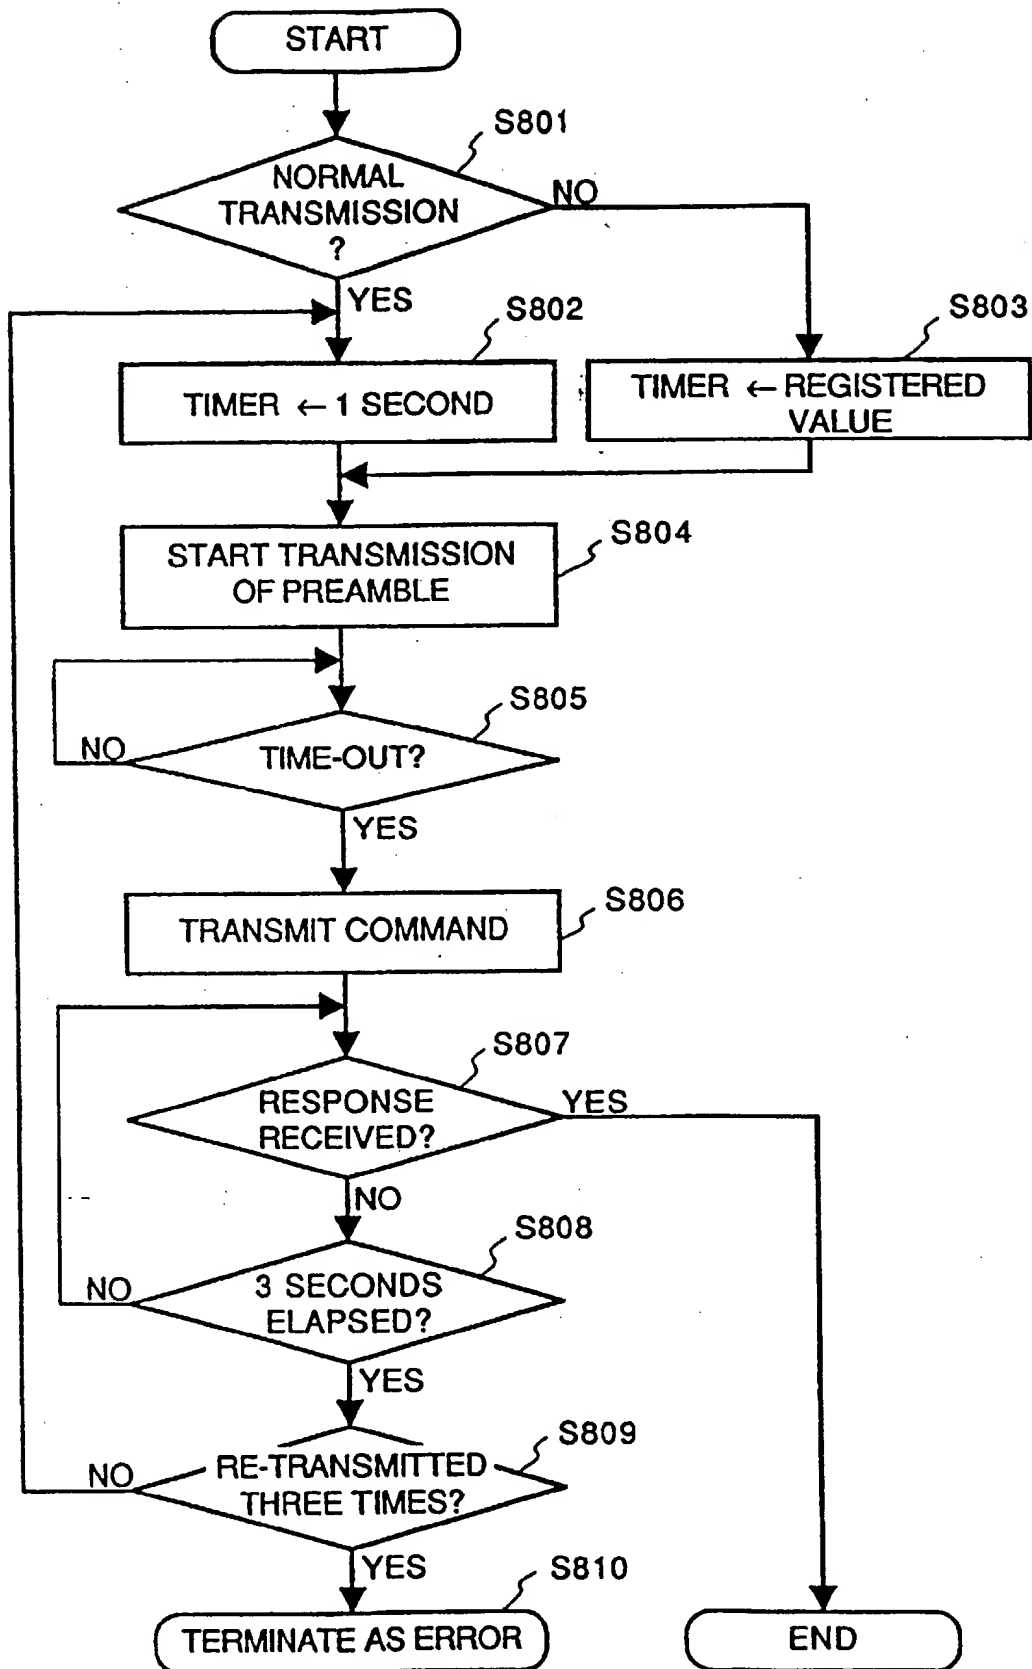 START
S801
NORMAL
TRANSMISSION
?
NO
YES
S802
S803
TIMER ← 1 SECOND
TIMER ← REGISTERED
VALUE
S804
START TRANSMISSION
OF PREAMBLE
S805
NO
TIME-OUT?
YES
S806
TRANSMIT COMMAND
S807
RESPONSE
RECEIVED?
YES
NO
S808
NO
3 SECONDS
ELAPSED?
YES
S809
NO
RE-TRANSMITTED
THREE TIMES?
YES
S810
TERMINATE AS ERROR
END